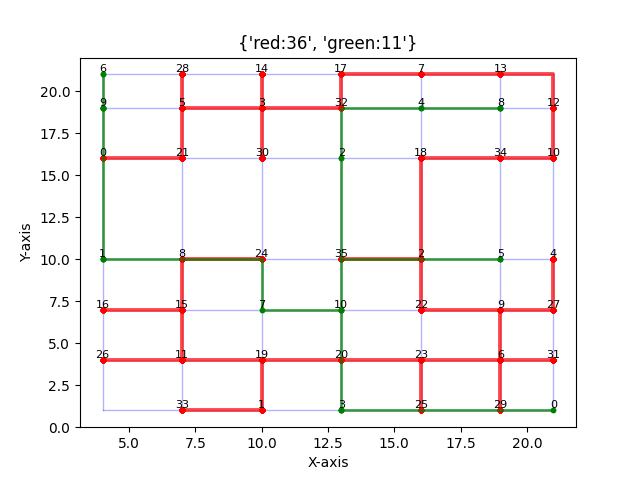 {'red:36', 'green:11'}
6 28 14 17 7 13
20.0
9 5 3 32 4 8 12
17.5
0 21 30 2 18 34 10
15.0
12.5
1 8 24 35 2 5 4
10.0
16 15 7 10 22 9 27
7.5
26 11 19 20 23 6 31
5.0
2.5
33 1 3 25 29 0
0.0
5.0 7.5 10.0 12.5 15.0 17.5 20.0
X-axis
Y-axis